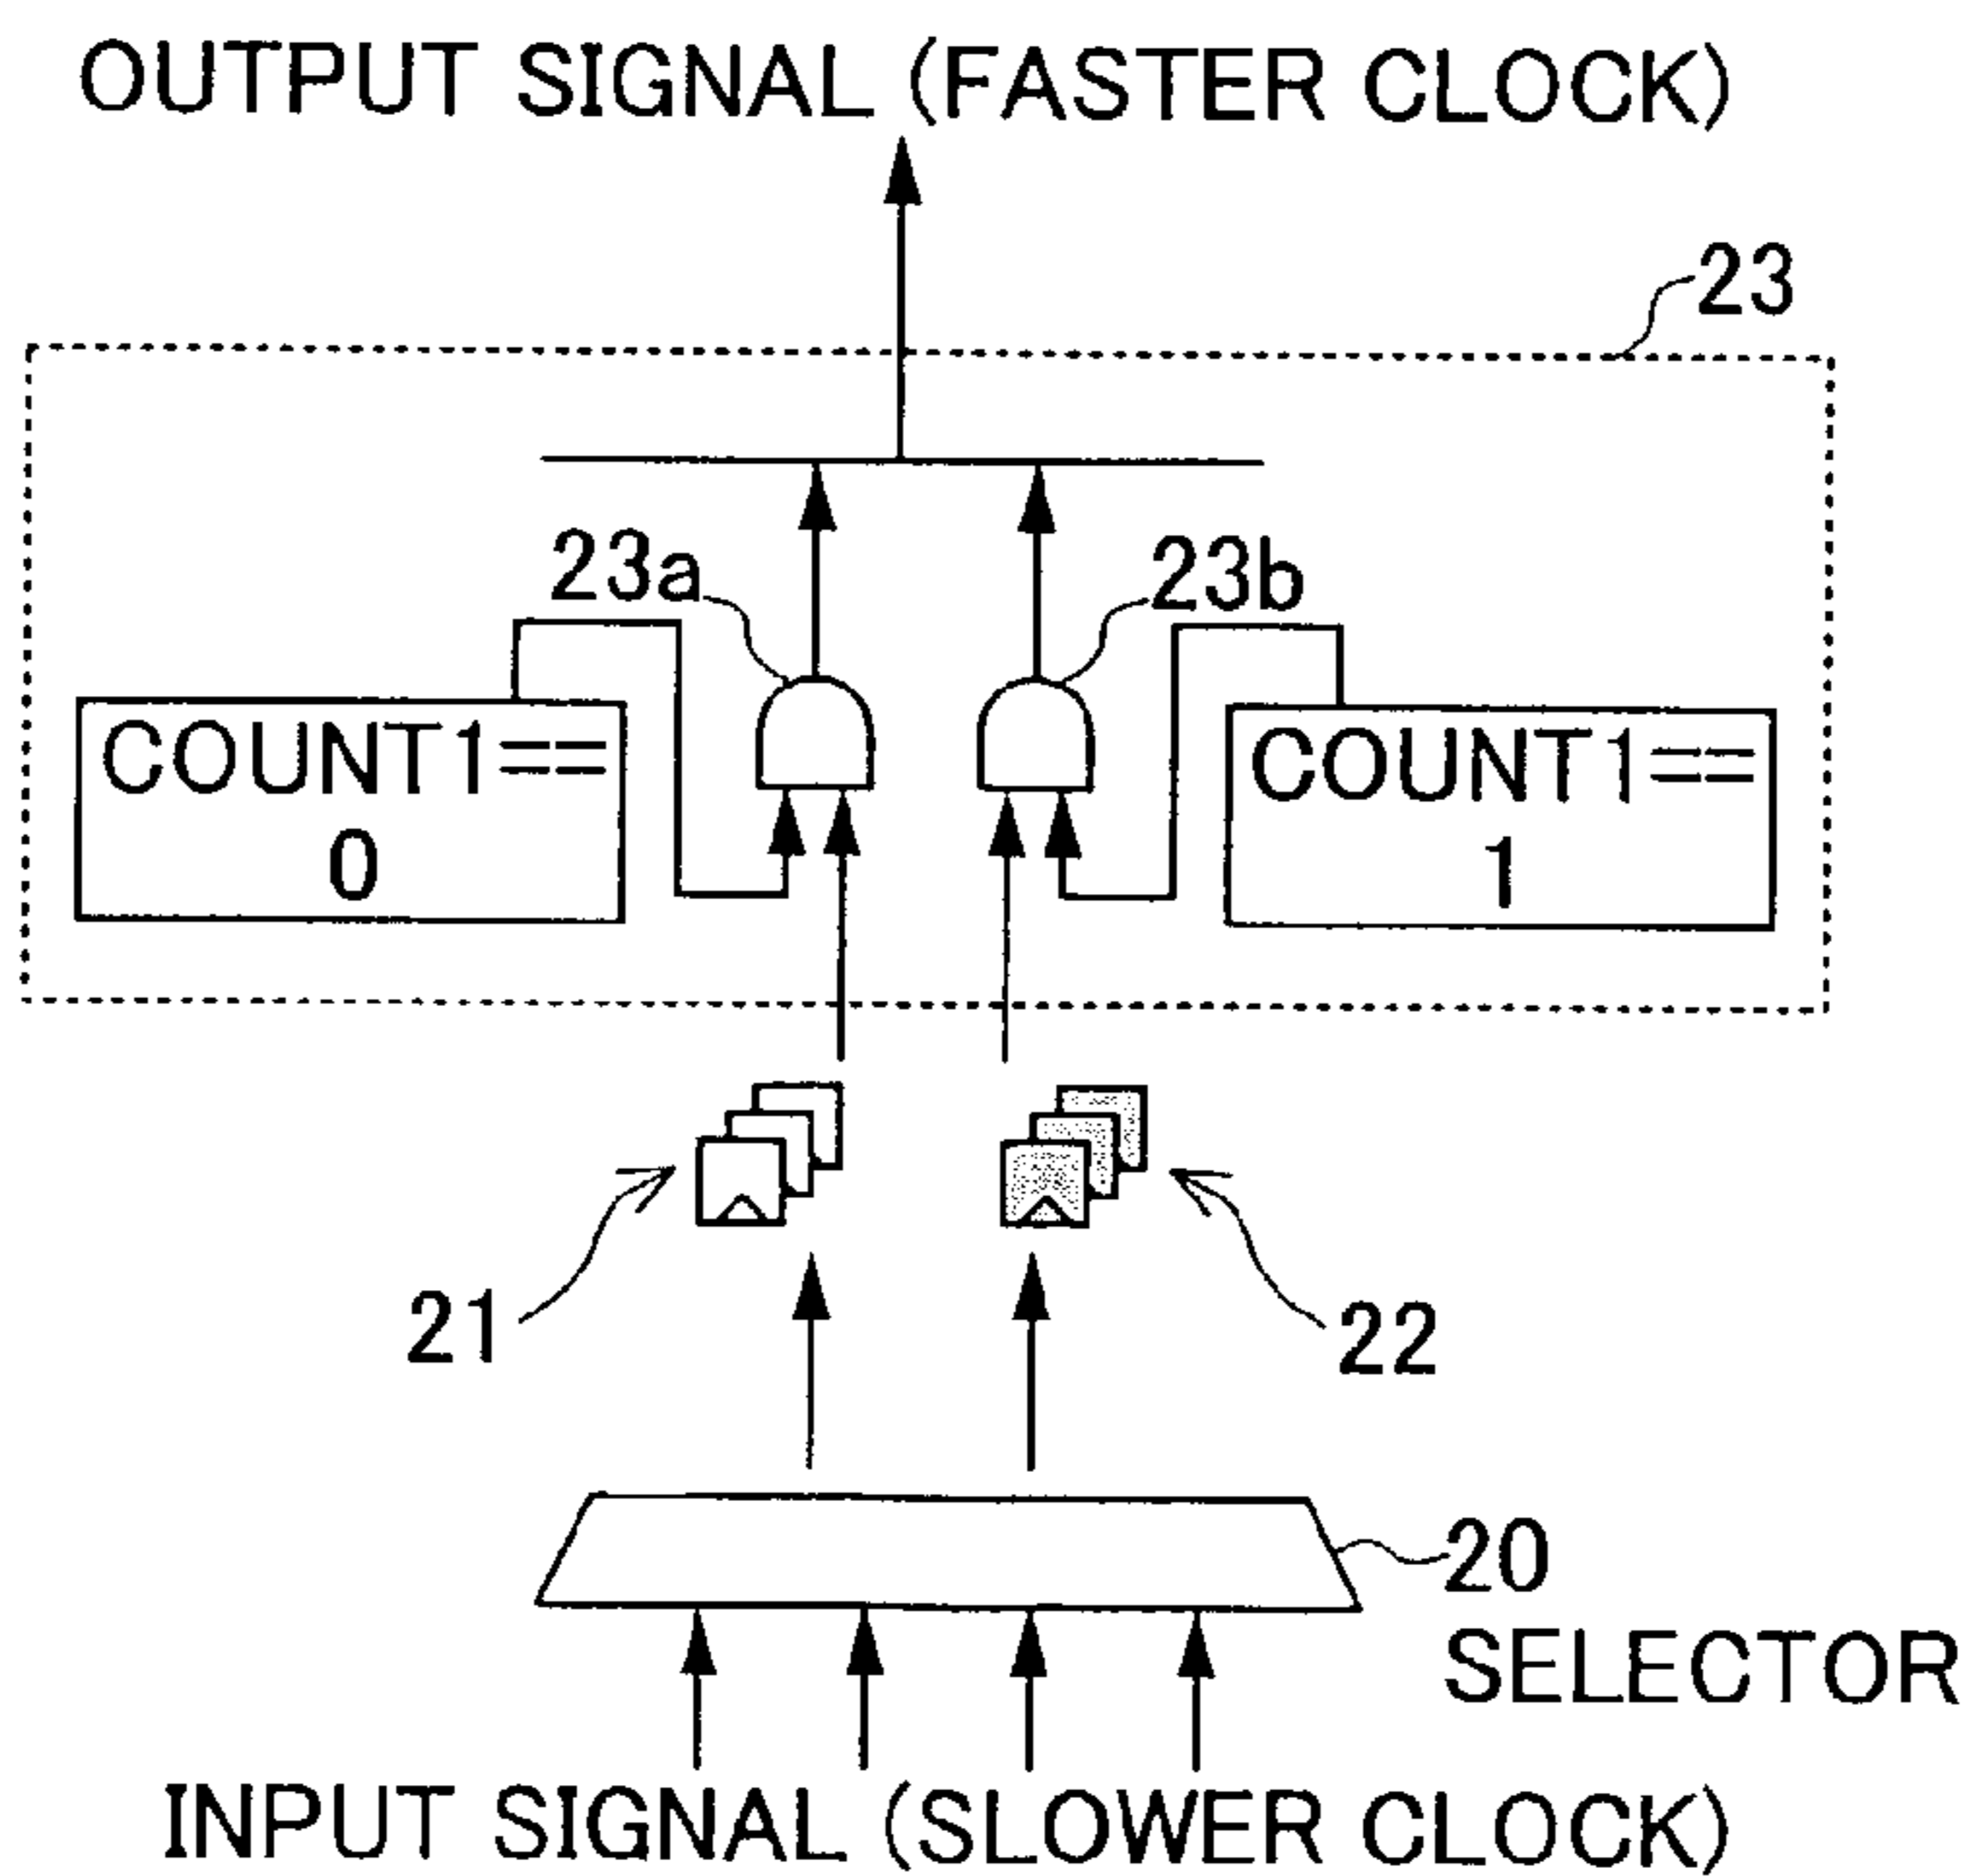 OUTPUT SIGNAL (FASTER CLOCK)
23
23a
23b
COUNT1==
0
COUNT1==
1
21
22
20
SELECTOR
INPUT SIGNAL (SLOWER CLOCK)